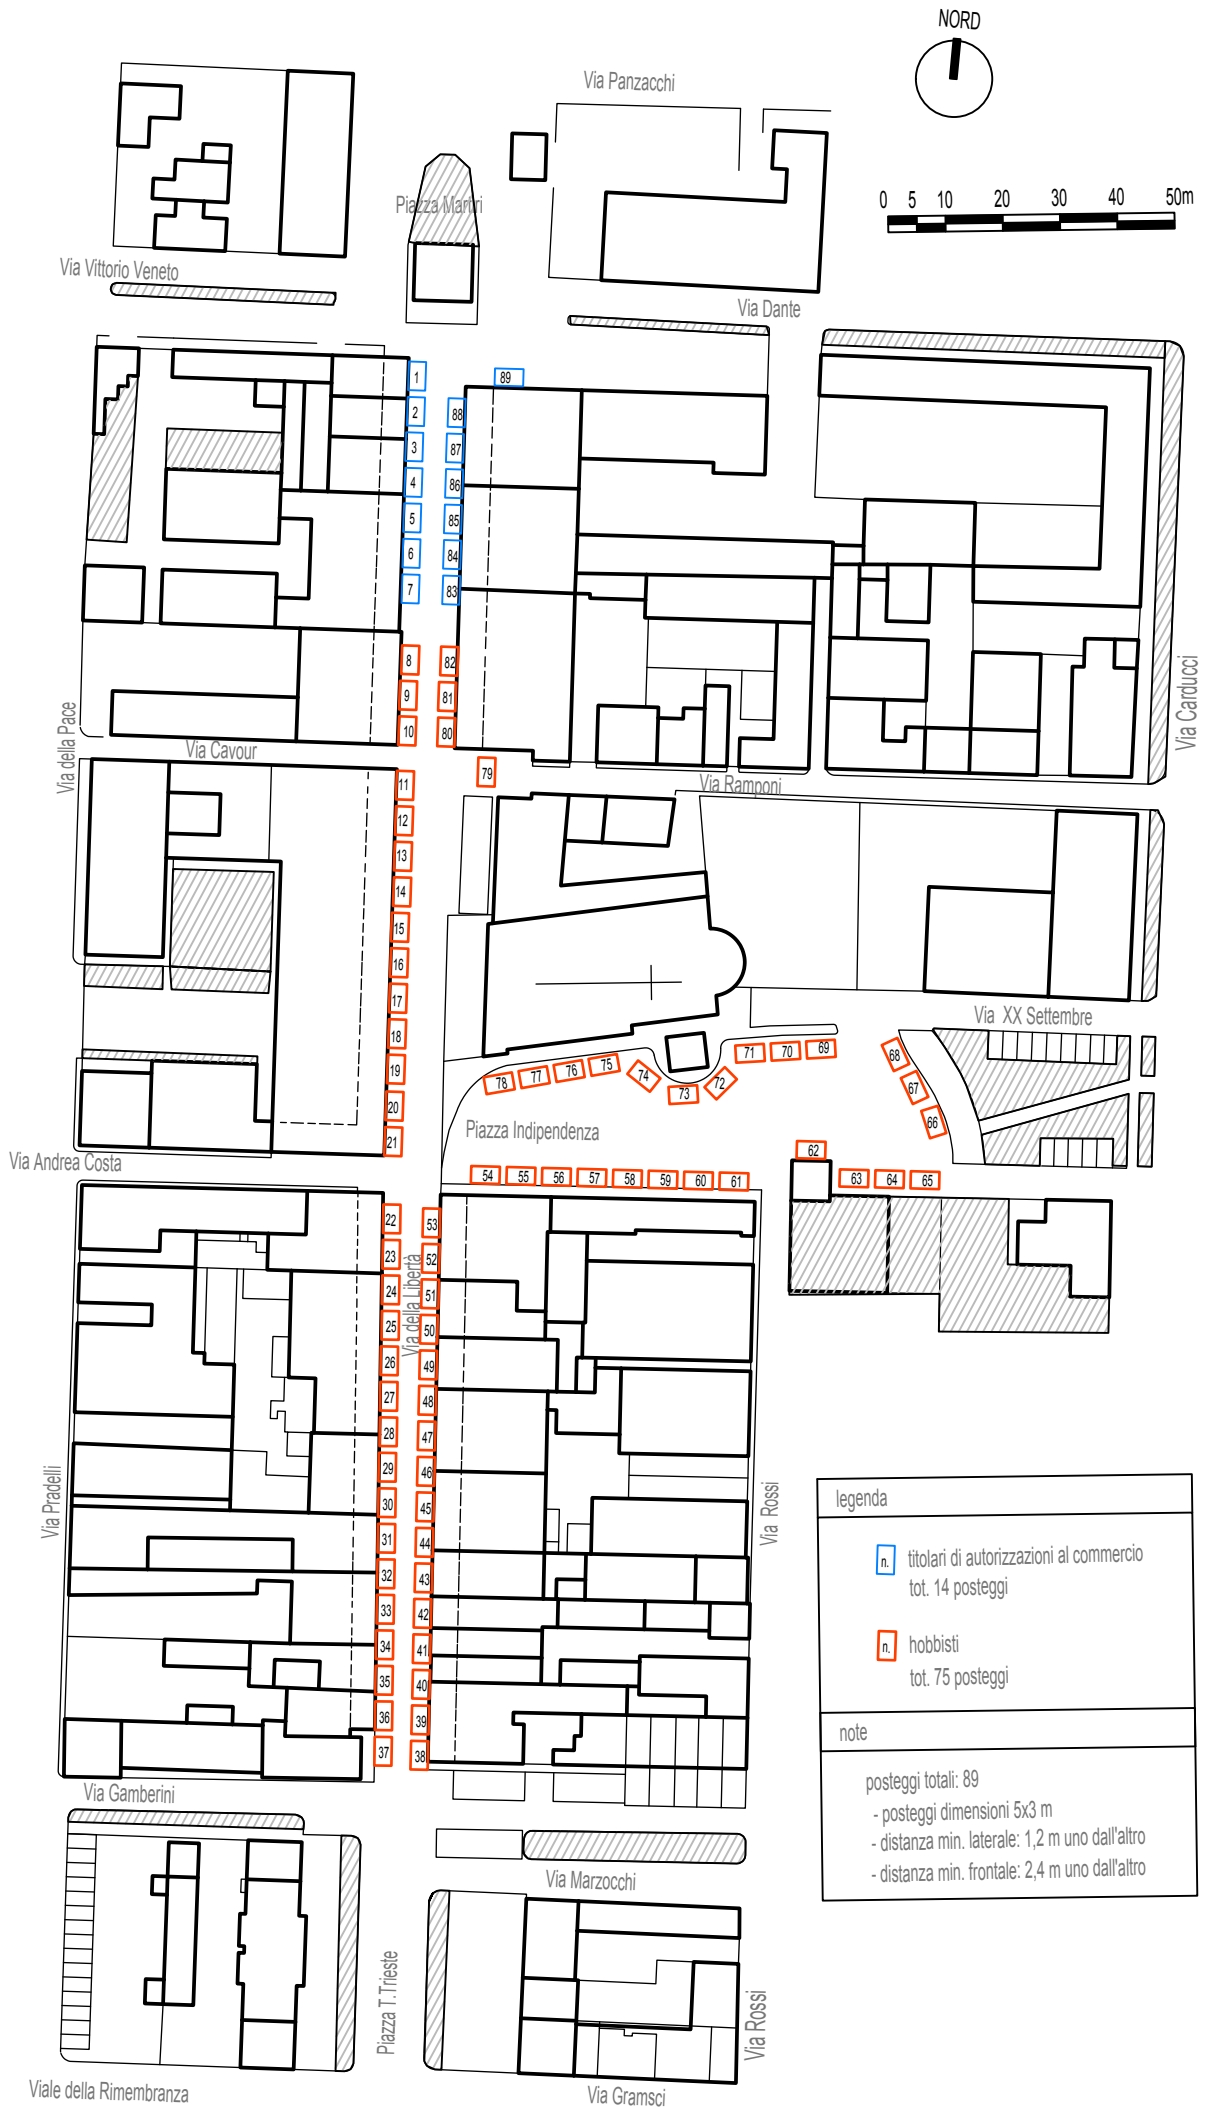 NORD
Via Panzacchi
0 5 10 20 30 40 50m
Piazza Martiri
Via Vittorio Veneto
Via Dante
1
89
2
88
3
87
4
86
5
85
6
84
7
83
8
82
9
81
10
80
Via Carducci
Via della Pace
Via Cavour
79
11
Via Ramponi
12
13
14
15
16
17
18
Via XX Settembre
19
20
21
78
77
76
75
74
73
72
71
70
69
68
67
66
Piazza Indipendenza
Via Andrea Costa
62
54
55
56
57
58
59
60
61
63
64
65
22
53
23
52
24
51
25
50
Via della Libertà
26
49
27
48
28
47
29
46
30
45
31
44
32
43
33
42
34
41
35
40
36
39
37
38
Via Pradelli
Via Rossi
legenda
n.
titolari di autorizzazioni al commercio
tot. 14 posteggi
n.
hobbisti
tot. 75 posteggi
note
posteggi totali: 89
- posteggi dimensioni 5x3 m
- distanza min. laterale: 1,2 m uno dall'altro
- distanza min. frontale: 2,4 m uno dall'altro
Via Gamberini
Via Marzocchi
Piazza T.Trieste
Via Rossi
Viale della Rimembranza
Via Gramsci